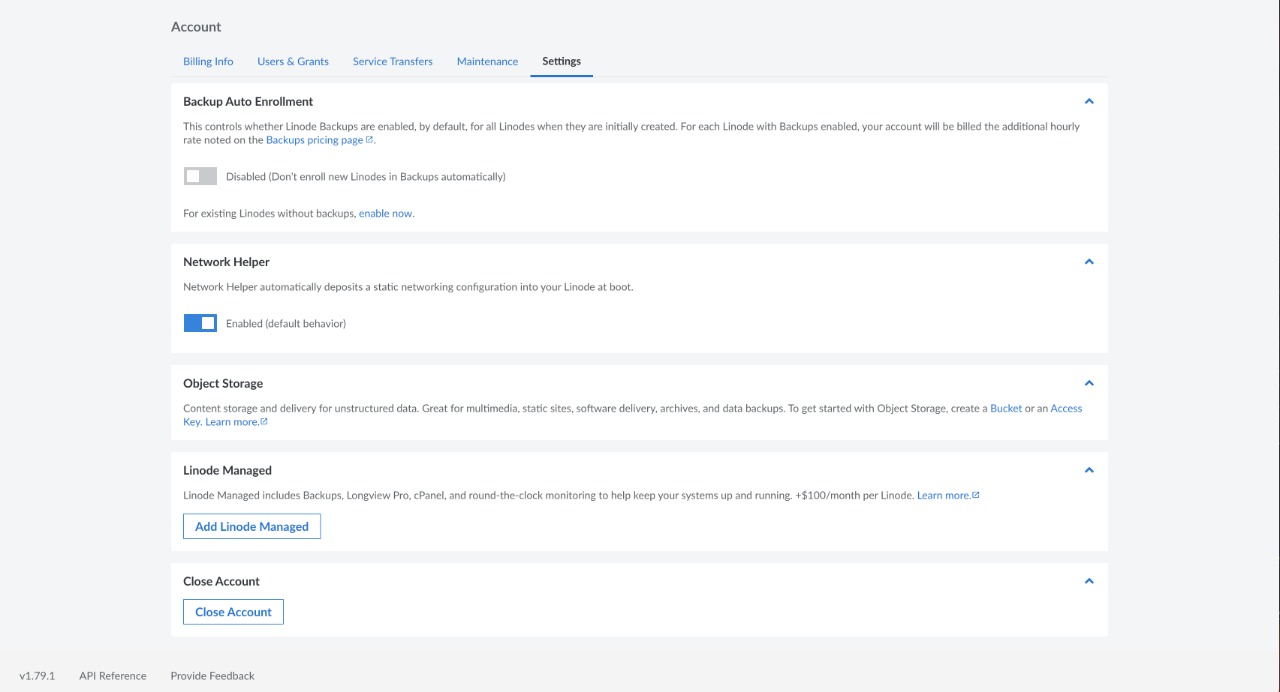 Account
Billing Info Users & Grants Service Transfers Maintenance Settings
Backup Auto Enrollment
This controls whether Linode Backups are enabled, by default, for all Linodes when they are initially created. For each Linode with Backups enabled, your account will be billed the additional hourly
rate noted on the Backups pricing page.
Disabled (Don't enroll new Linodes in Backups automatically)
For existing Linodes without backups, enable now.
Network Helper
Network Helper automatically deposits a static networking configuration into your Linode at boot.
Enabled (default behavior)
Object Storage
Content storage and delivery for unstructured data. Great for multimedia, static sites, software delivery, archives, and data backups. To get started with Object Storage, create a Bucket or an Access
Key. Learn more.
Linode Managed
Linode Managed includes Backups, Longview Pro, cPanel, and round-the-clock monitoring to help keep your systems up and running. +$100/month per Linode. Learn more.
Add Linode Managed
Close Account
Close Account
v1.79.1 API Reference Provide Feedback